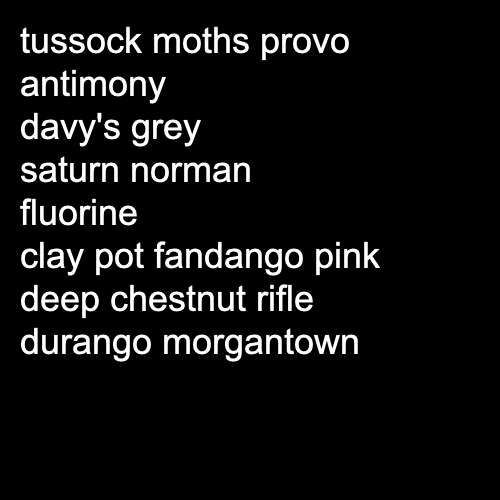 tussock moths provo
antimony
davy's grey
saturn norman
fluorine
clay pot fandango pink
deep chestnut rifle
durango morgantown